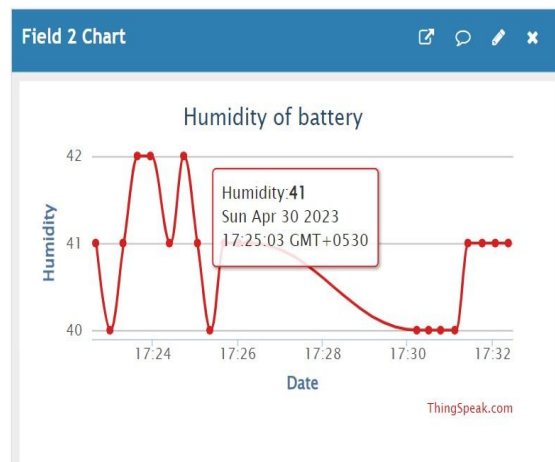 Field 2 Chart
Humidity of battery
42
41
40
Humidity
Humidity:41
Sun Apr 30 2023
17:25:03 GMT+0530
17:24
17:26
17:28
17:30
17:32
Date
ThingSpeak.com